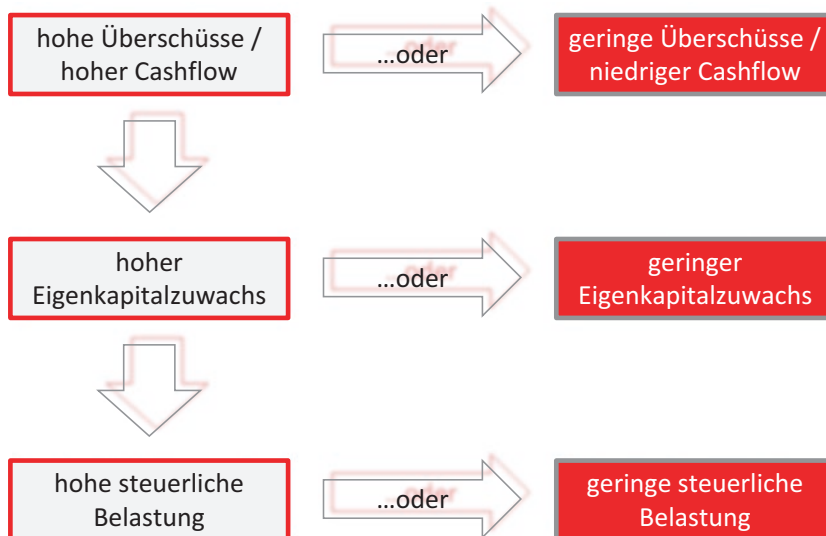 hohe Überschüsse /
hoher Cashflow
...oder
geringe Überschüsse /
niedriger Cashflow
hoher
Eigenkapitalzuwachs
...oder
geringer
Eigenkapitalzuwachs
hohe steuerliche
Belastung
...oder
geringe steuerliche
Belastung